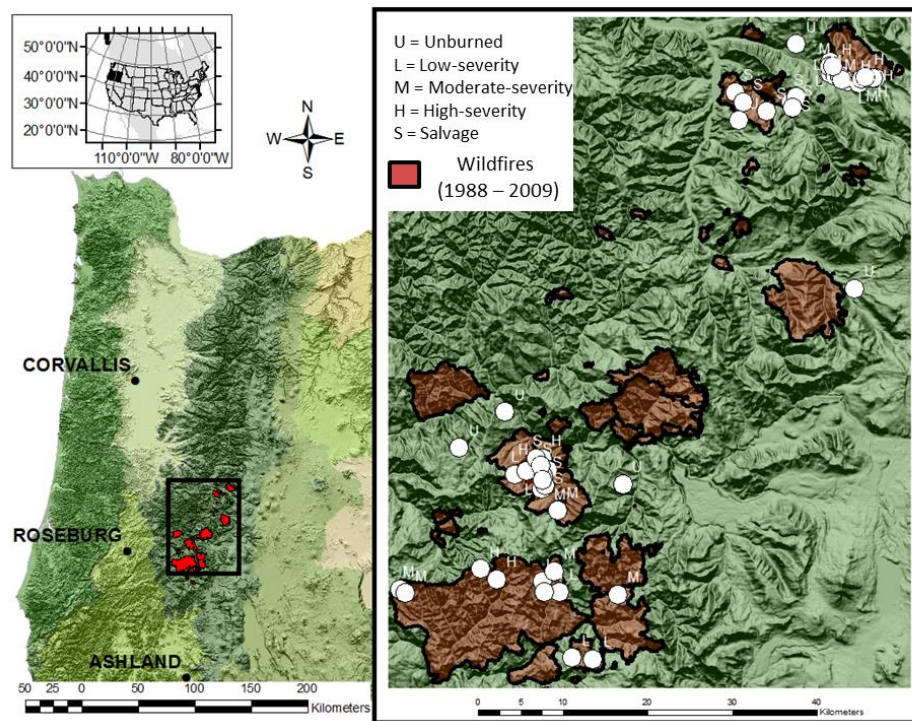 50°0'0"N
40°0'0"N
30°0'0"N
20°0'0"N
110°0'0"W
80°0'0"W
N
W
E
S
U = Unburned
L = Low-severity
M = Moderate-severity
H = High-severity
S = Salvage
Wildfires
(1988 – 2009)
U
M
H
M
H
H
H
L
M
H
S
S
S
S
S
U
U
U
S
H
H
L
S
S
U
L
M
M
H
H
M
L
M
M
M
L
L
CORVALLIS
ROSEBURG
ASHLAND
50 25 0 50 100 150 200
Kilometers
0 5 10 20 30 40
Kilometers